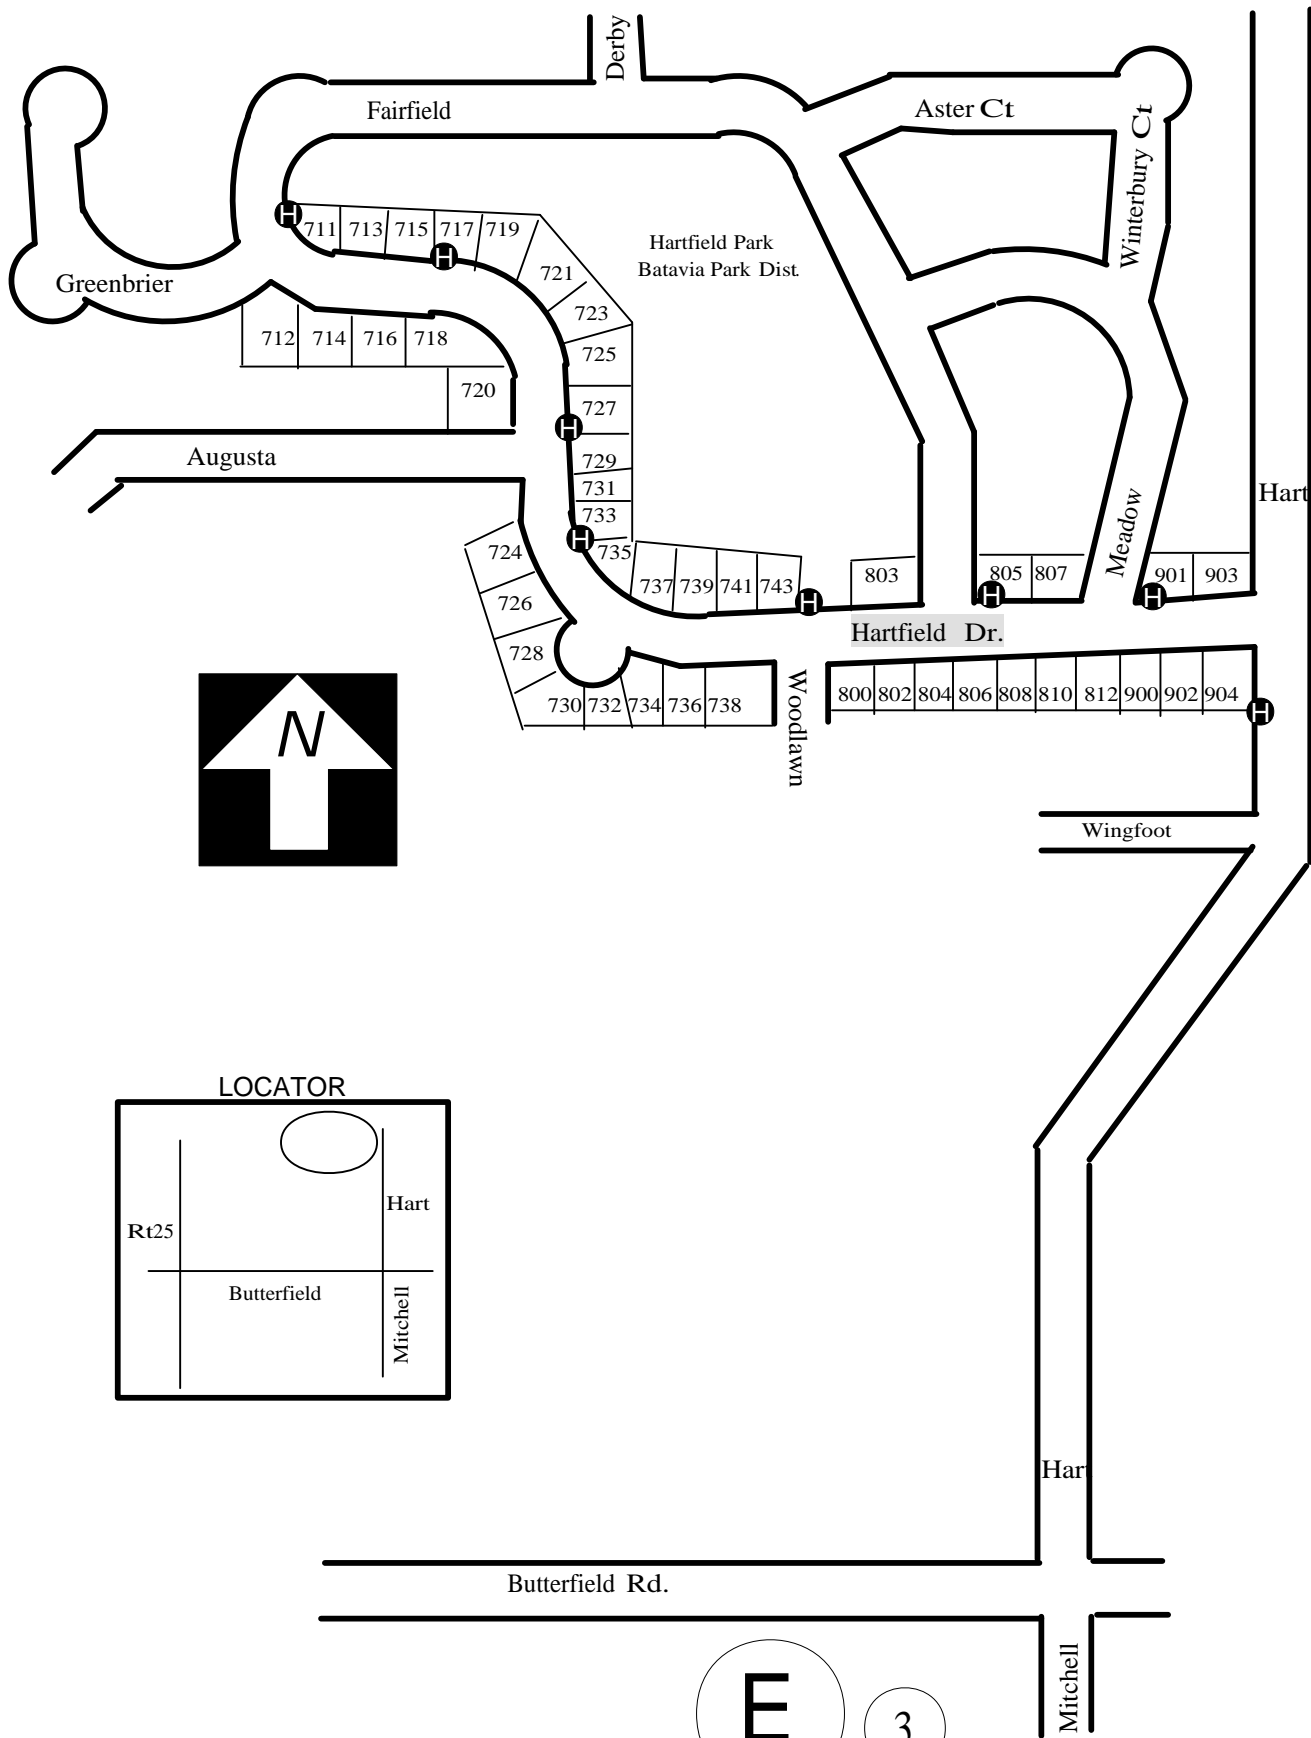 Derby
Fairfield
Aster Ct
Winterbury Ct
H
711 713 715 717 719
H
Hartfield Park
Batavia Park Dist.
Greenbrier
721
723
712 714 716 718
725
720
727
H
Augusta
729
731
733
Hart
H
735
724
726
728
737 739 741 743
H
803
805 807
H
Meadow
901 903
H
Hartfield Dr.
730 732 734 736 738
Woodlawn
800 802 804 806 808 810 812 900 902 904
H
N
Wingfoot
LOCATOR
Hart
Rt25
Butterfield
Mitchell
Hart
Butterfield Rd.
Mitchell
E
3